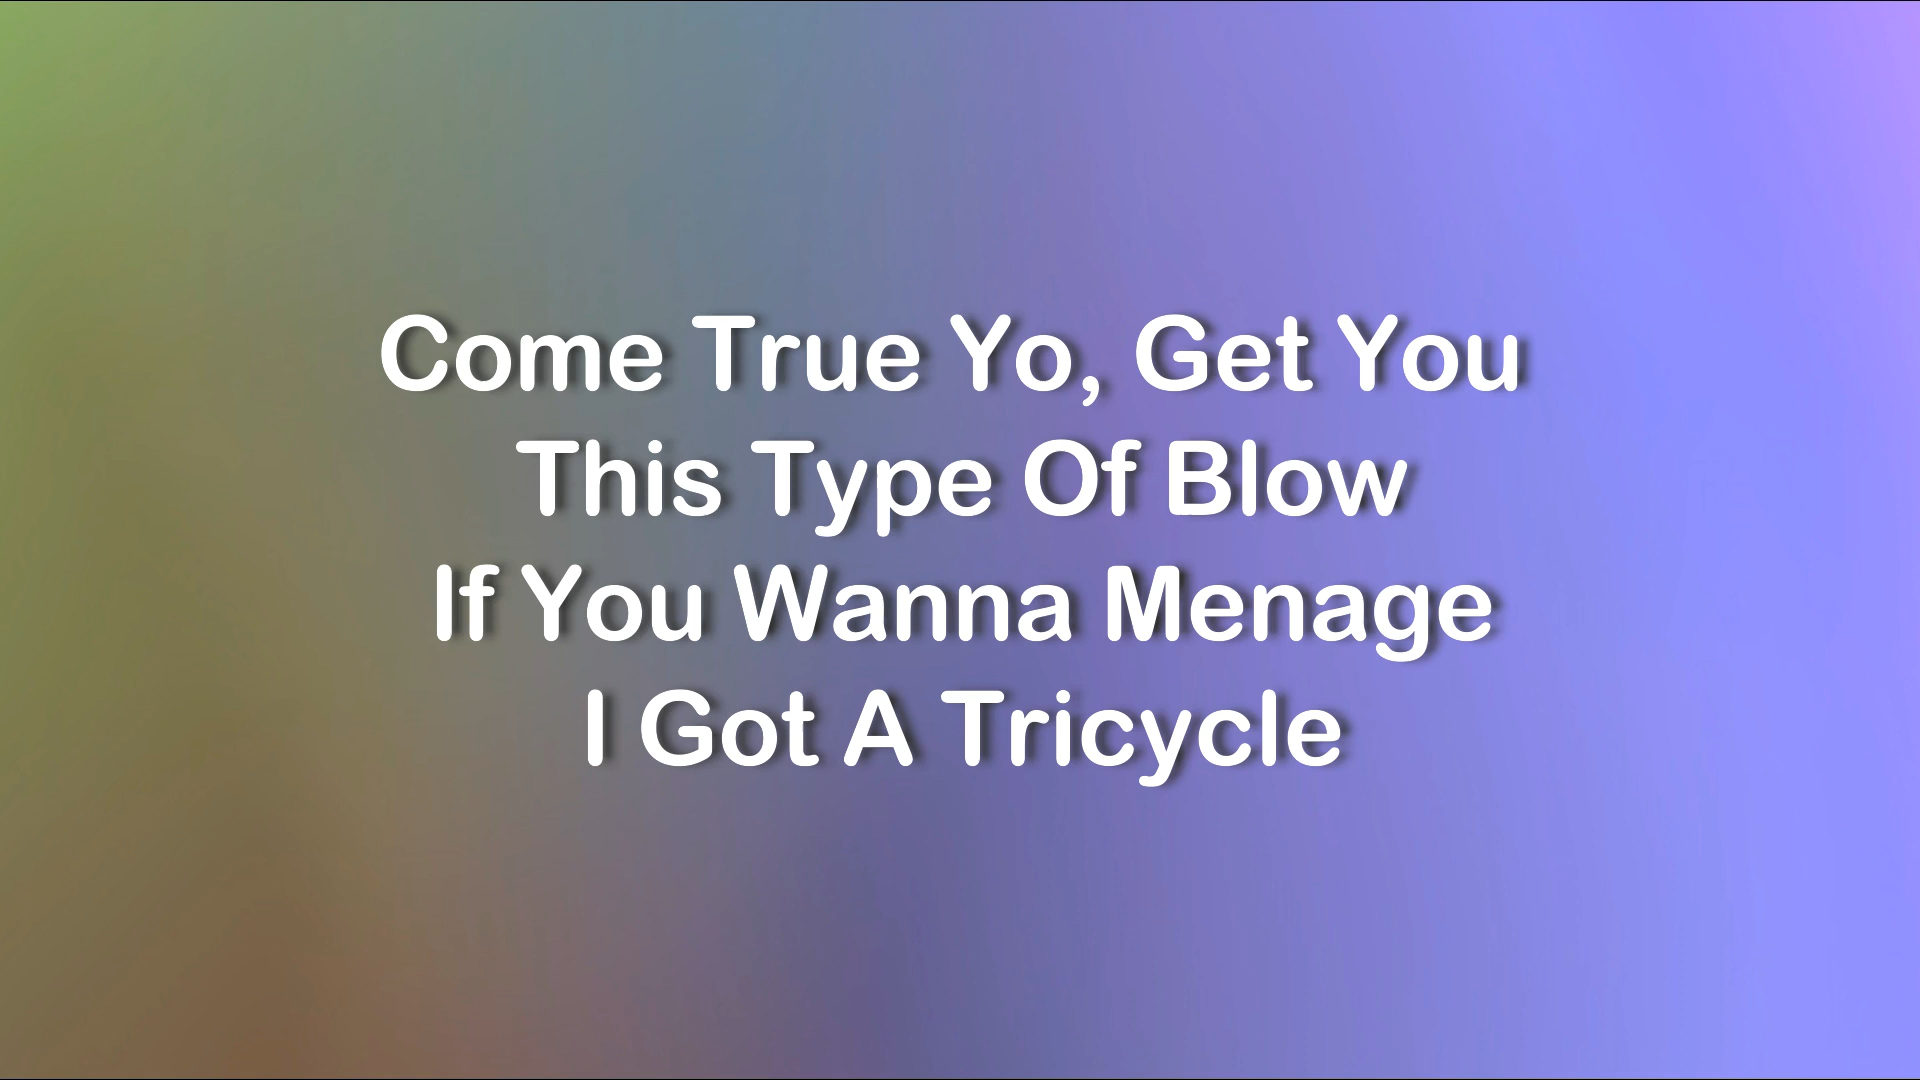 Come True Yo, Get You
This Type Of Blow
If You Wanna Menage
I Got A Tricycle